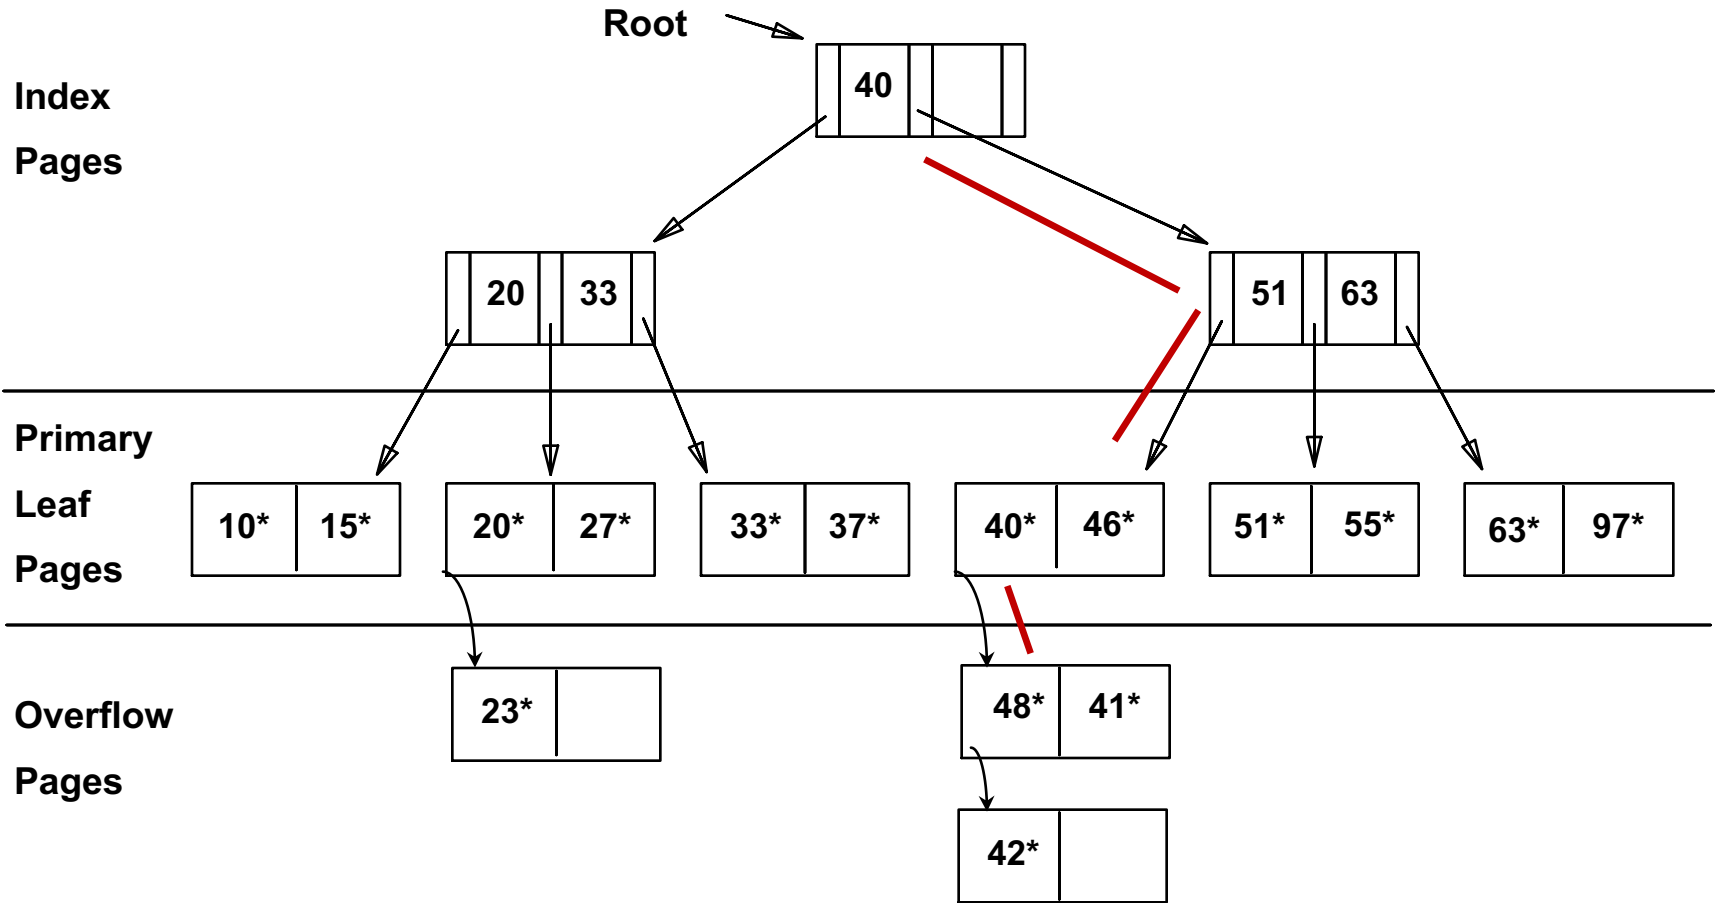 Root
Index
Pages
40
20 33
51 63
Primary
Leaf
Pages
10* 15*
20* 27*
33* 37*
40* 46*
51* 55*
63* 97*
Overflow
Pages
23*
48* 41*
42*